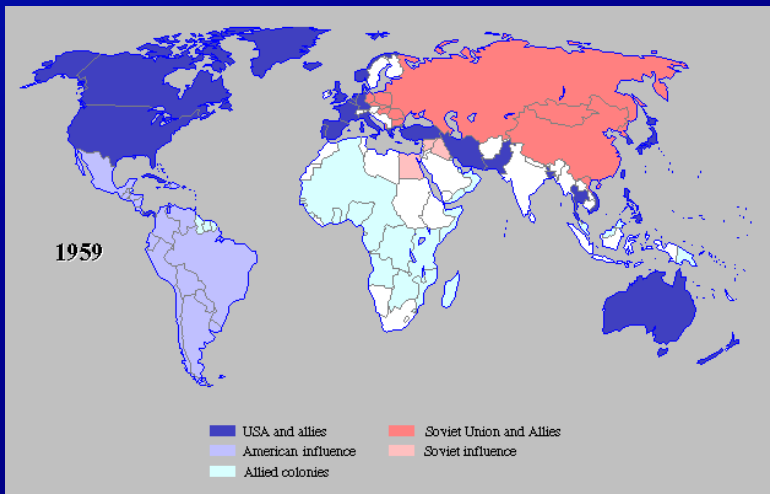 1959
USA and allies
Soviet Union and Allies
American influence
Soviet influence
Allied colonies